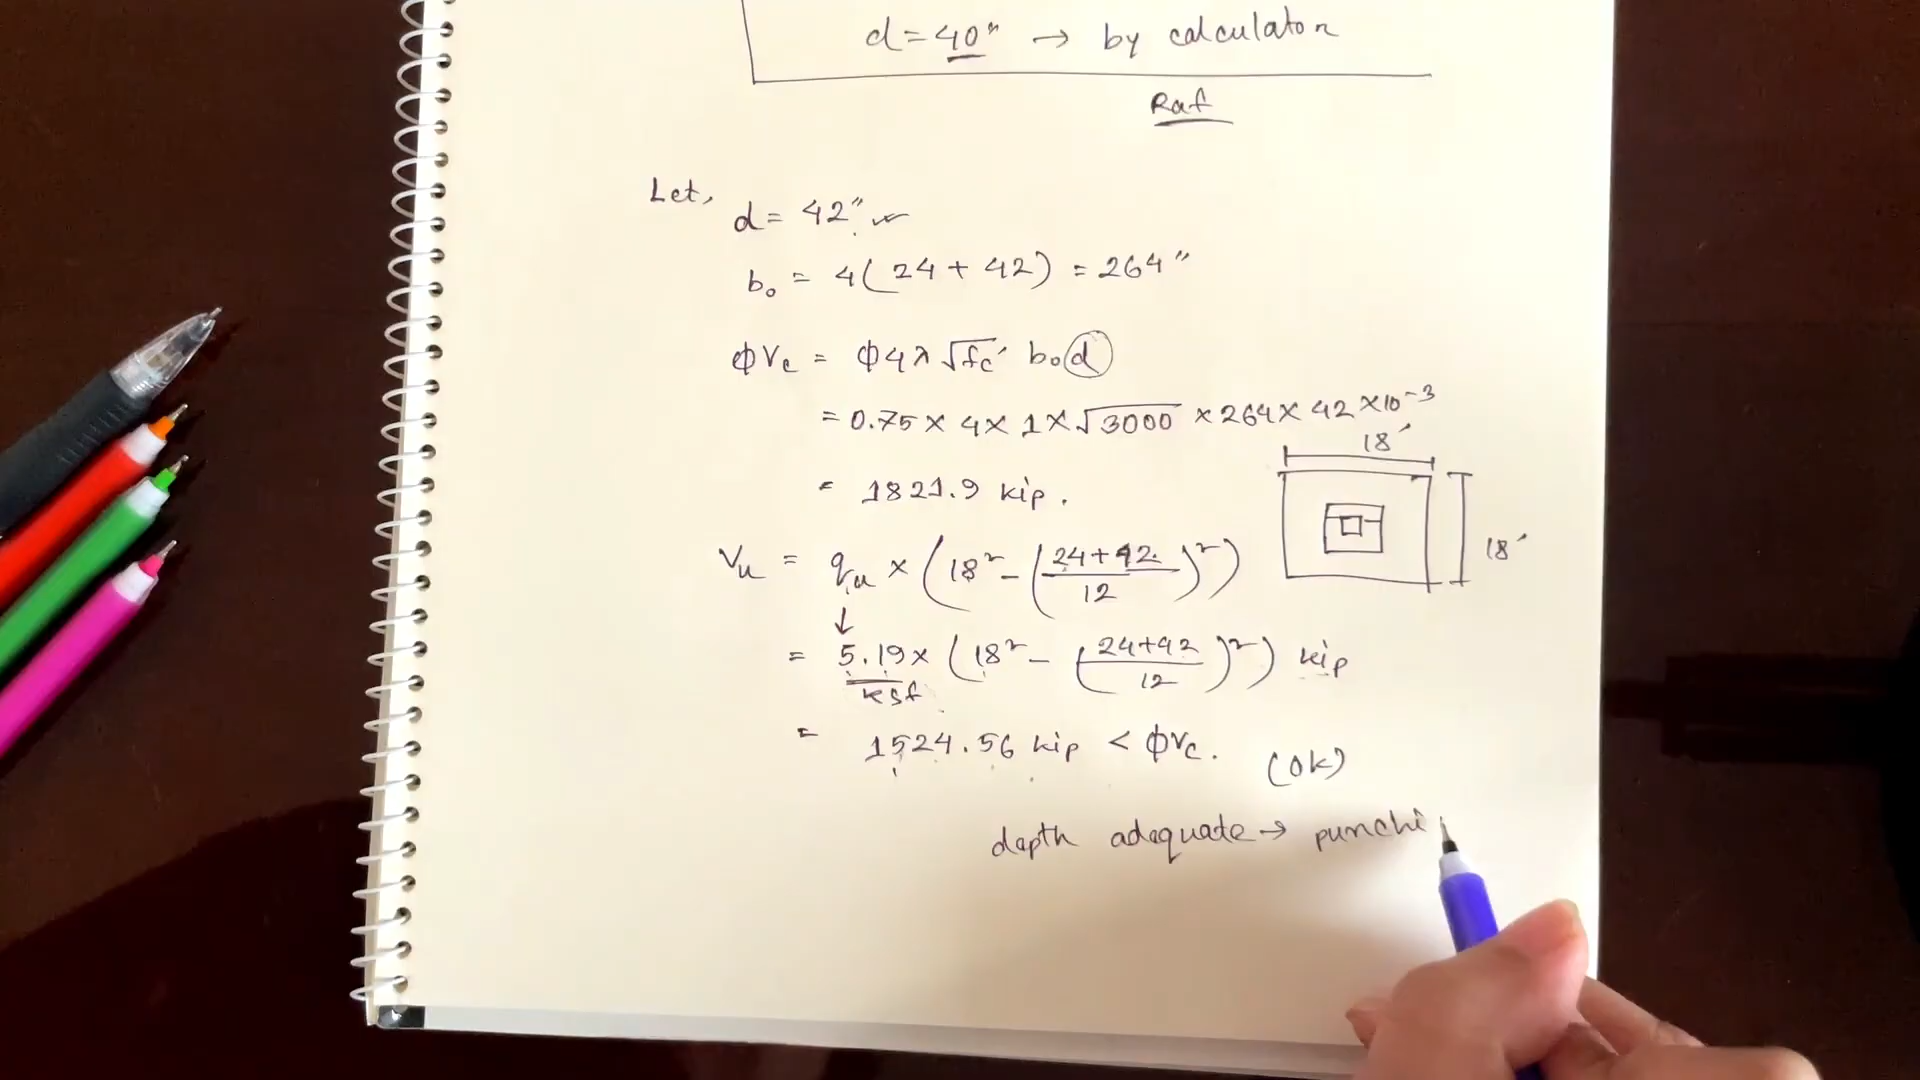 d = 40" → by calculator
Raf
Let,
d = 42"
b₀ = 4(24 + 42) = 264"
ϕVc = ϕ4λ√fc' b₀d
= 0.75 × 4 × 1 × √3000 × 264 × 42 × 10⁻³
18'
= 1821.9 kip.
18'
Vu = qu × (18² - ((24+42)/12)²)
↓
= 5.19 × (18² - ((24+42)/12)²) kip
ksf
= 1524.56 kip < ϕVc. (OK)
depth adequate → punchi